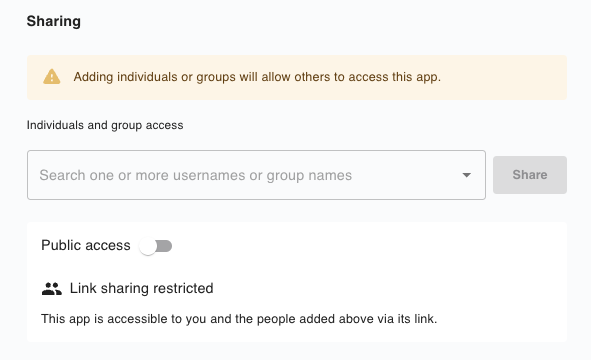 Sharing
Adding individuals or groups will allow others to access this app.
Individuals and group access
Search one or more usernames or group names
Share
Public access
Link sharing restricted
This app is accessible to you and the people added above via its link.